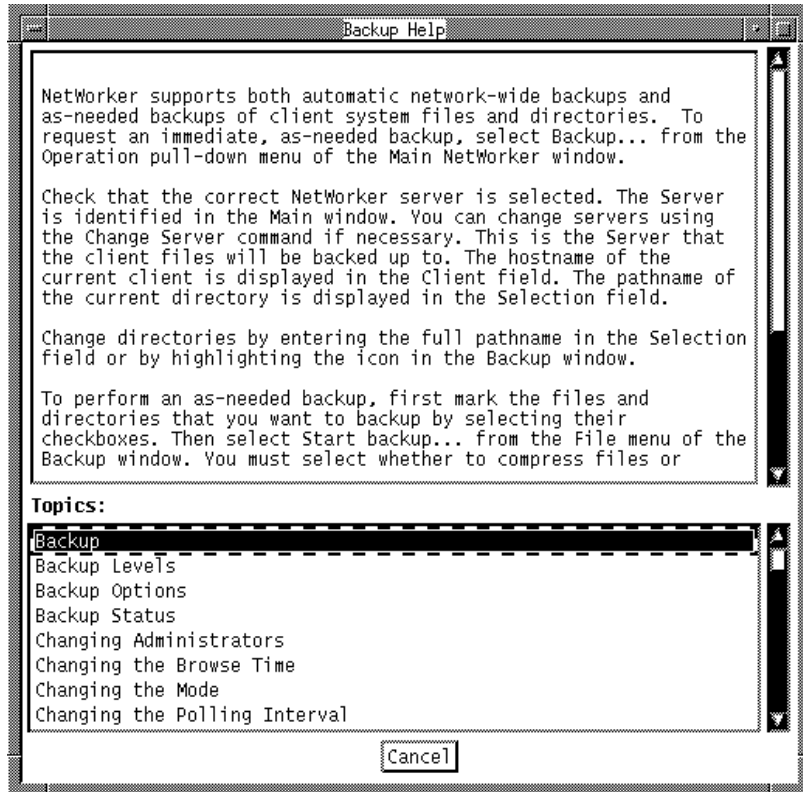 Backup Help
NetWorker supports both automatic network-wide backups and
as-needed backups of client system files and directories.  To
request an immediate, as-needed backup, select Backup... from the
Operation pull-down menu of the Main NetWorker window.
Check that the correct NetWorker server is selected. The Server
is identified in the Main window. You can change servers using
the Change Server command if necessary. This is the Server that
the client files will be backed up to. The hostname of the
current client is displayed in the Client field. The pathname of
the current directory is displayed in the Selection field.
Change directories by entering the full pathname in the Selection
field or by highlighting the icon in the Backup window.
To perform an as-needed backup, first mark the files and
directories that you want to backup by selecting their
checkboxes. Then select Start backup... from the File menu of the
Backup window. You must select whether to compress files or
Topics:
Backup
Backup Levels
Backup Options
Backup Status
Changing Administrators
Changing the Browse Time
Changing the Mode
Changing the Polling Interval
Cancel